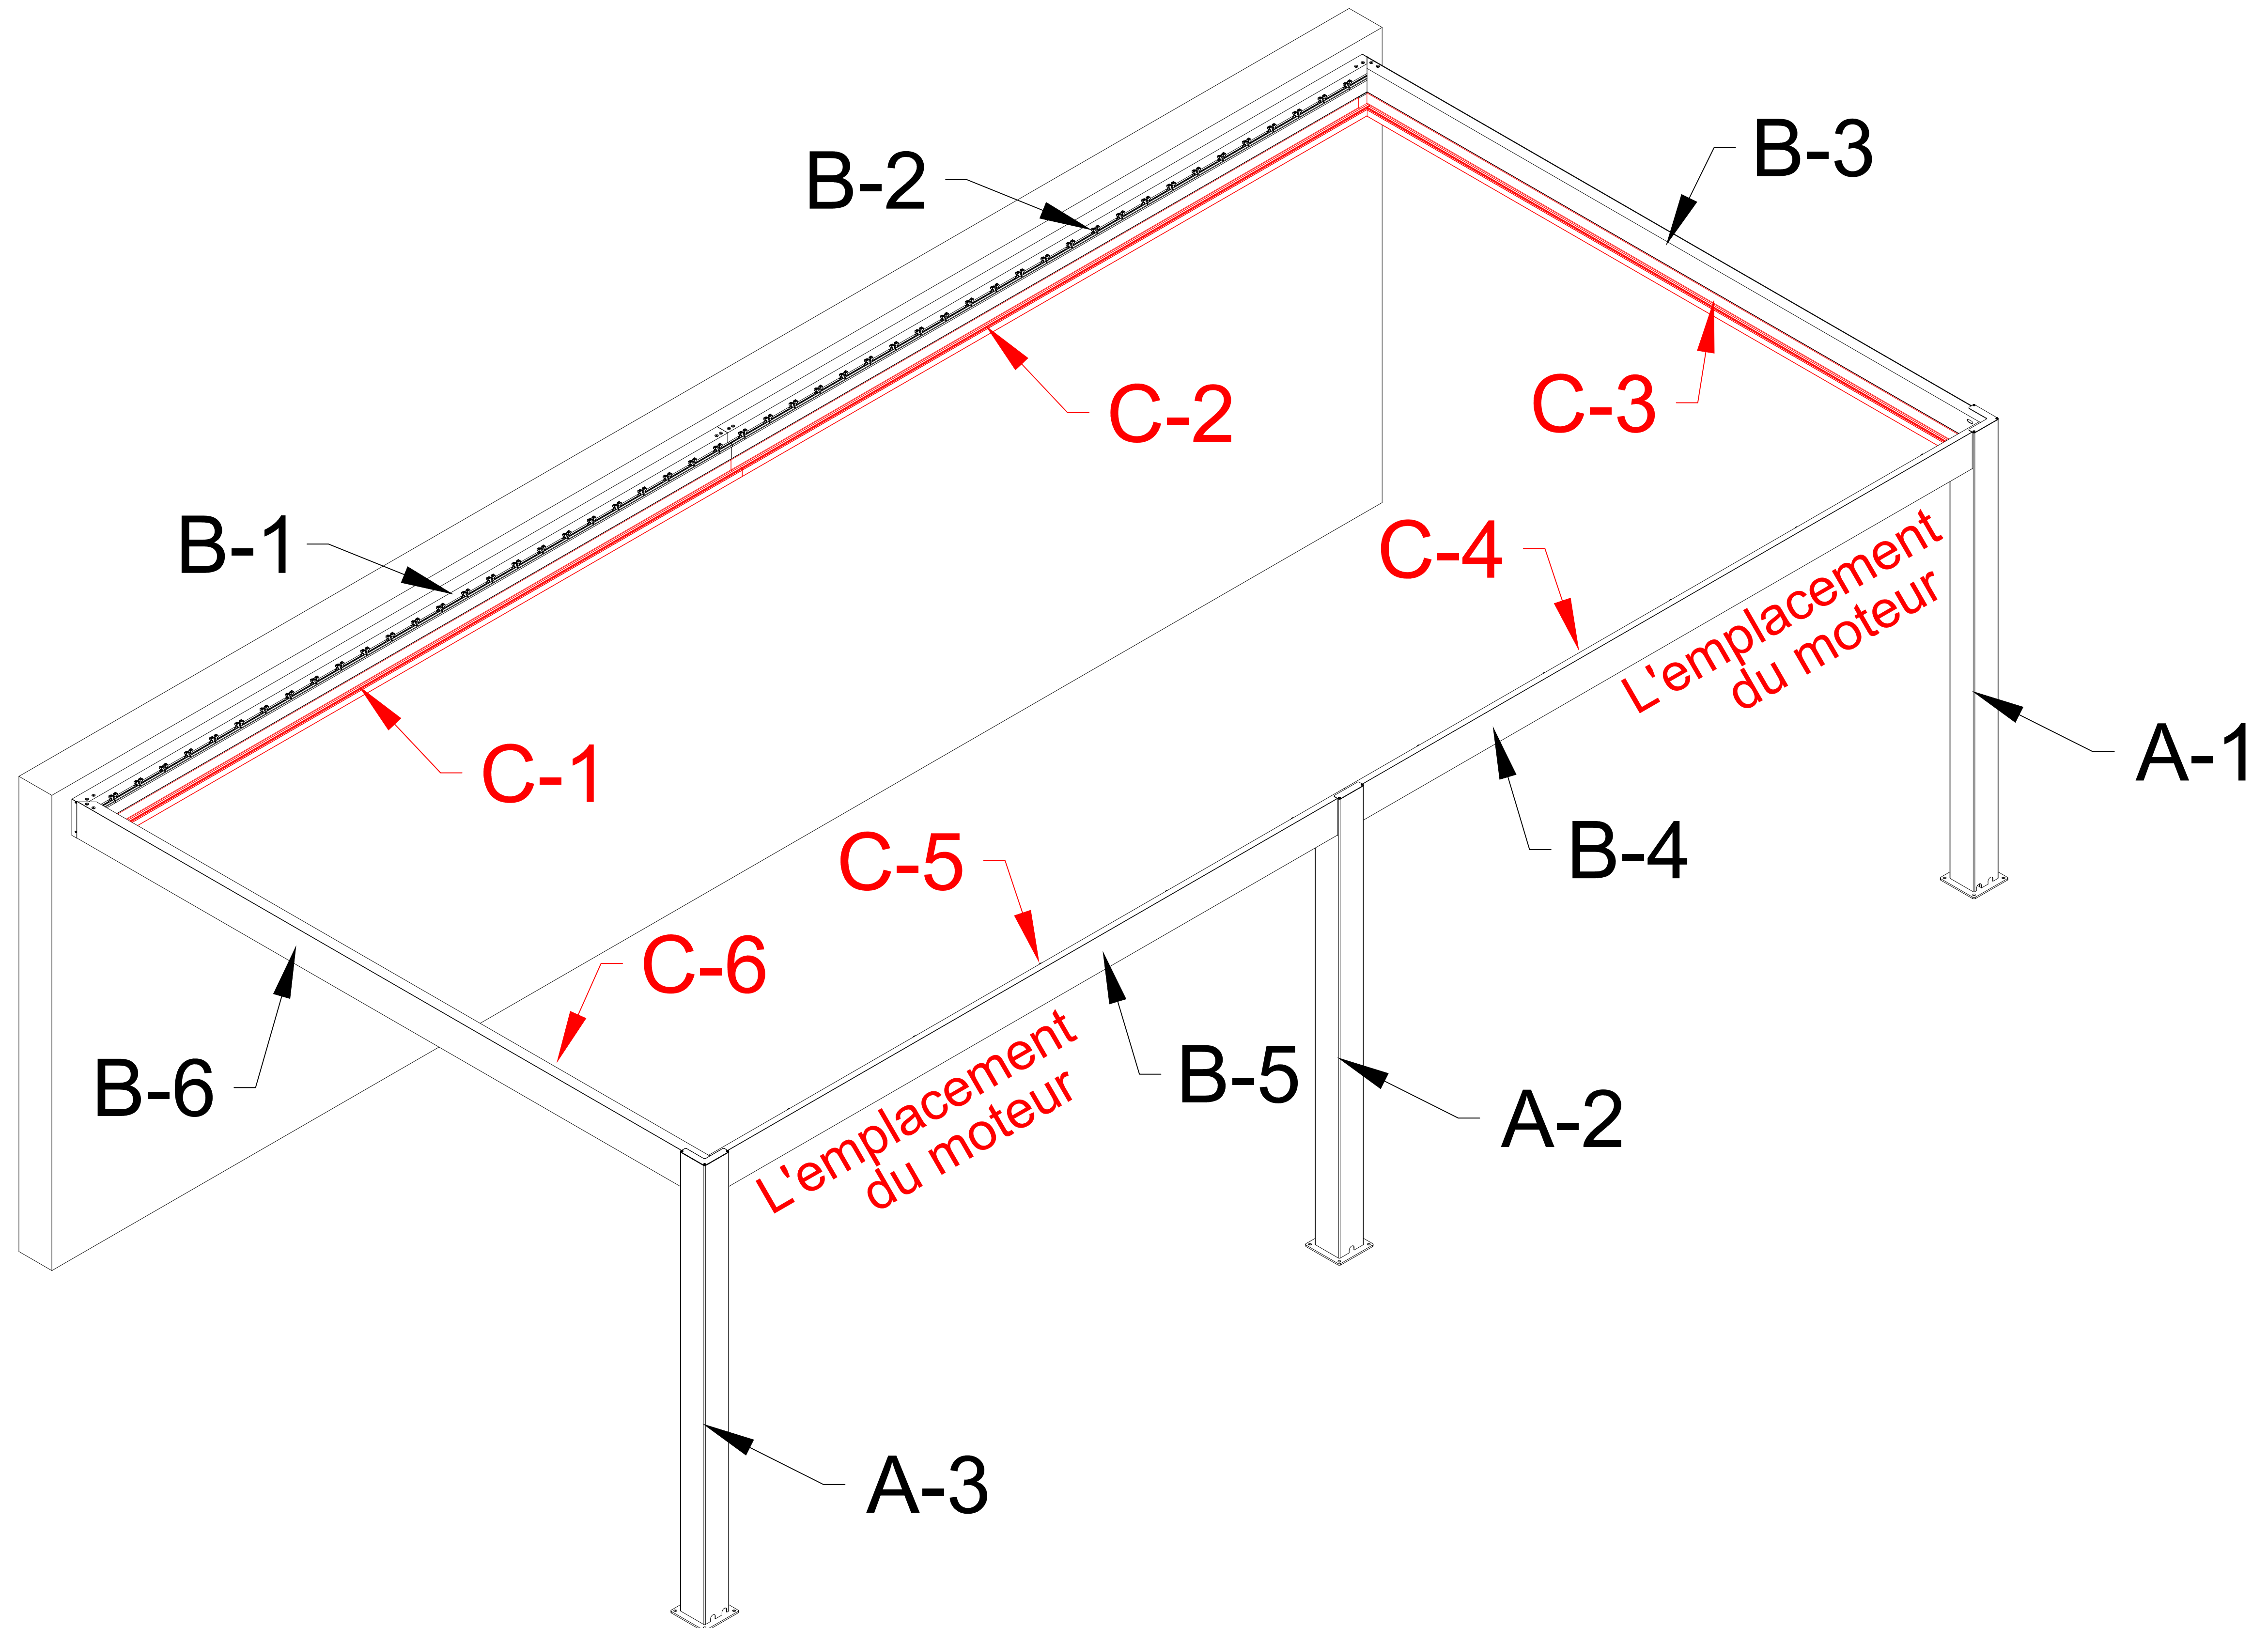 B-3
B-2
C-3
C-2
B-1
C-4
L'emplacement
du moteur
A-1
C-1
B-4
C-5
C-6
B-5
B-6
L'emplacement
du moteur
A-2
A-3